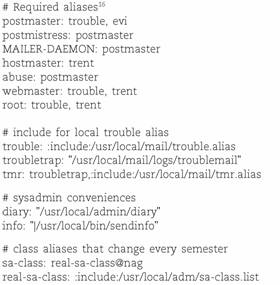 # Required aliases16
postmaster: trouble, evi
postmistress: postmaster
MAILER-DAEMON: postmaster
hostmaster: trent
abuse: postmaster
webmaster: trouble, trent
root: trouble, trent
# include for local trouble alias
trouble: :include:/usr/local/mail/trouble.alias
troubletrap: "/usr/local/mail/logs/troublemail"
tmr: troubletrap,:include:/usr/local/mail/tmr.alias
# sysadmin conveniences
diary: "/usr/local/admin/diary"
info: "|/usr/local/bin/sendinfo"
# class aliases that change every semester
sa-class: real-sa-class@nag
real-sa-class: :include:/usr/local/adm/sa-class.list